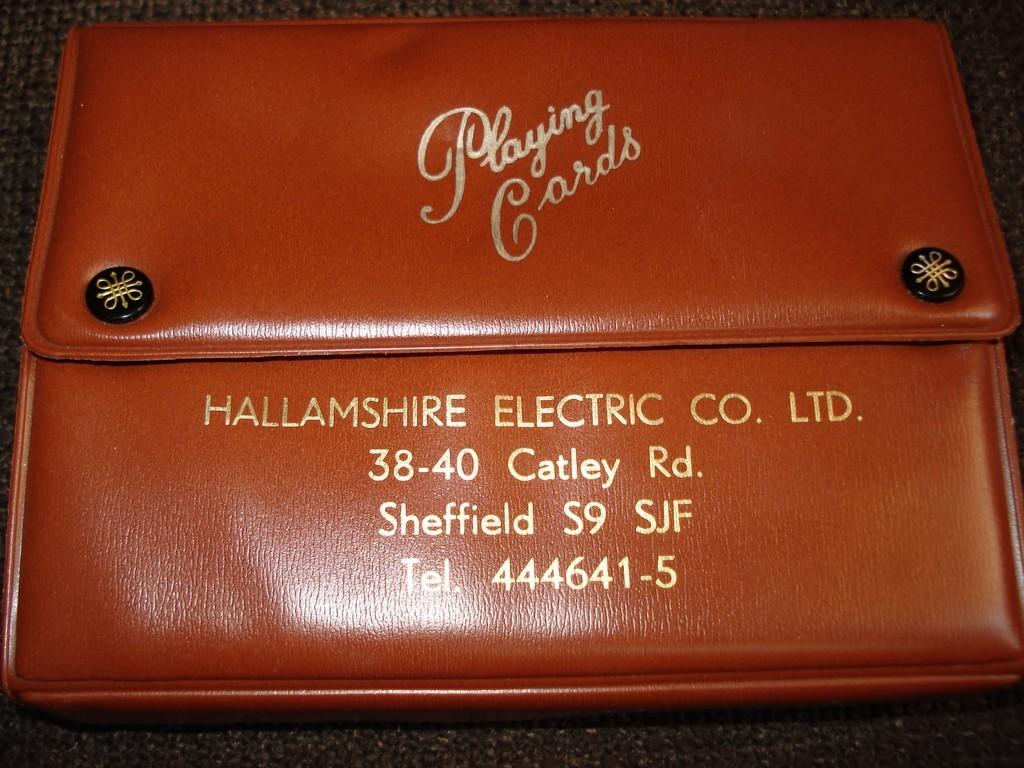 Playing
Cards
HALLAMSHIRE ELECTRIC CO. LTD.
38-40 Catley Rd.
Sheffield S9 SJF
Tel. 444641-5